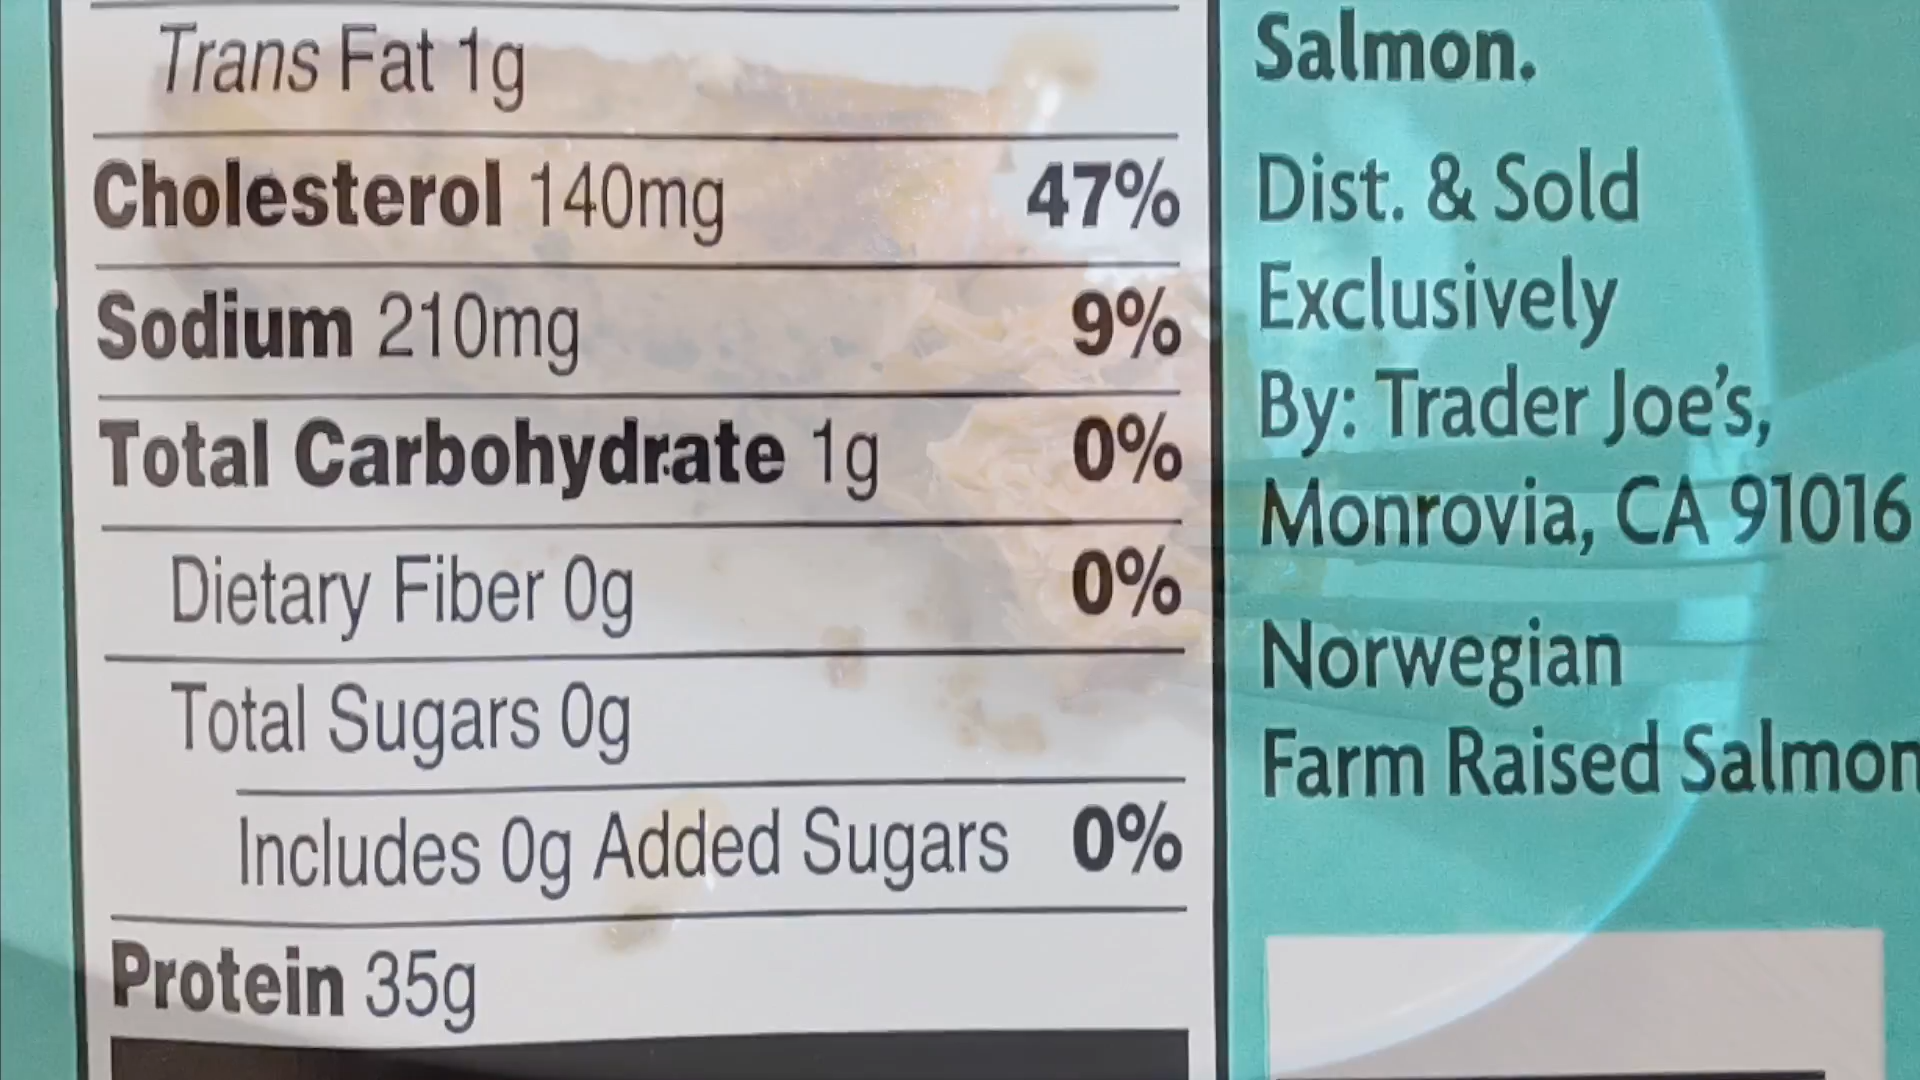 Trans Fat 1g
Cholesterol 140mg 47%
Sodium 210mg 9%
Total Carbohydrate 1g 0%
Dietary Fiber 0g 0%
Total Sugars 0g
Includes 0g Added Sugars 0%
Protein 35g
Salmon.
Dist. & Sold
Exclusively
By: Trader Joe's,
Monrovia, CA 91016
Norwegian
Farm Raised Salmon